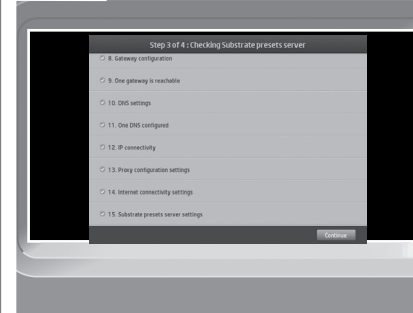 Step 3 of 4 : Checking Substrate presets server
8. Gateway configuration
9. One gateway is reachable
10. DNS settings
11. One DNS configured
12. IP connectivity
13. Proxy configuration settings
14. Internet connectivity settings
15. Substrate presets server settings
Continue